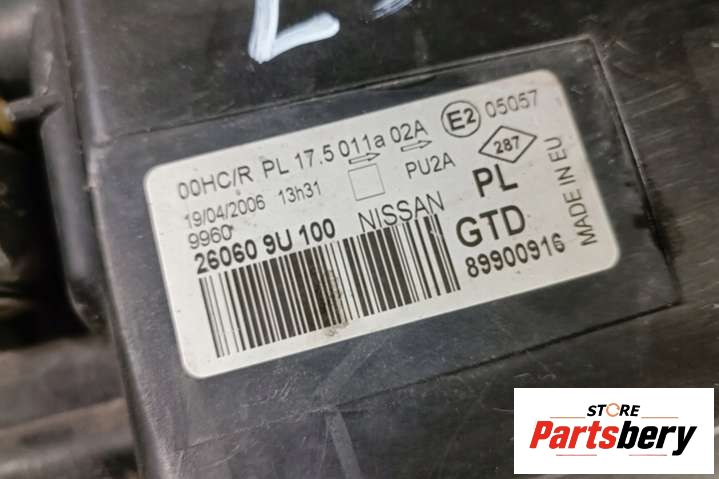 00HC/R PL 17.5 011a 02A E2 05057
19/04/2006 13h31 PU2A 287
9960 NISSAN PL
26060 9U 100 GTD
89900916
MADE IN EU
STORE
Partsbery